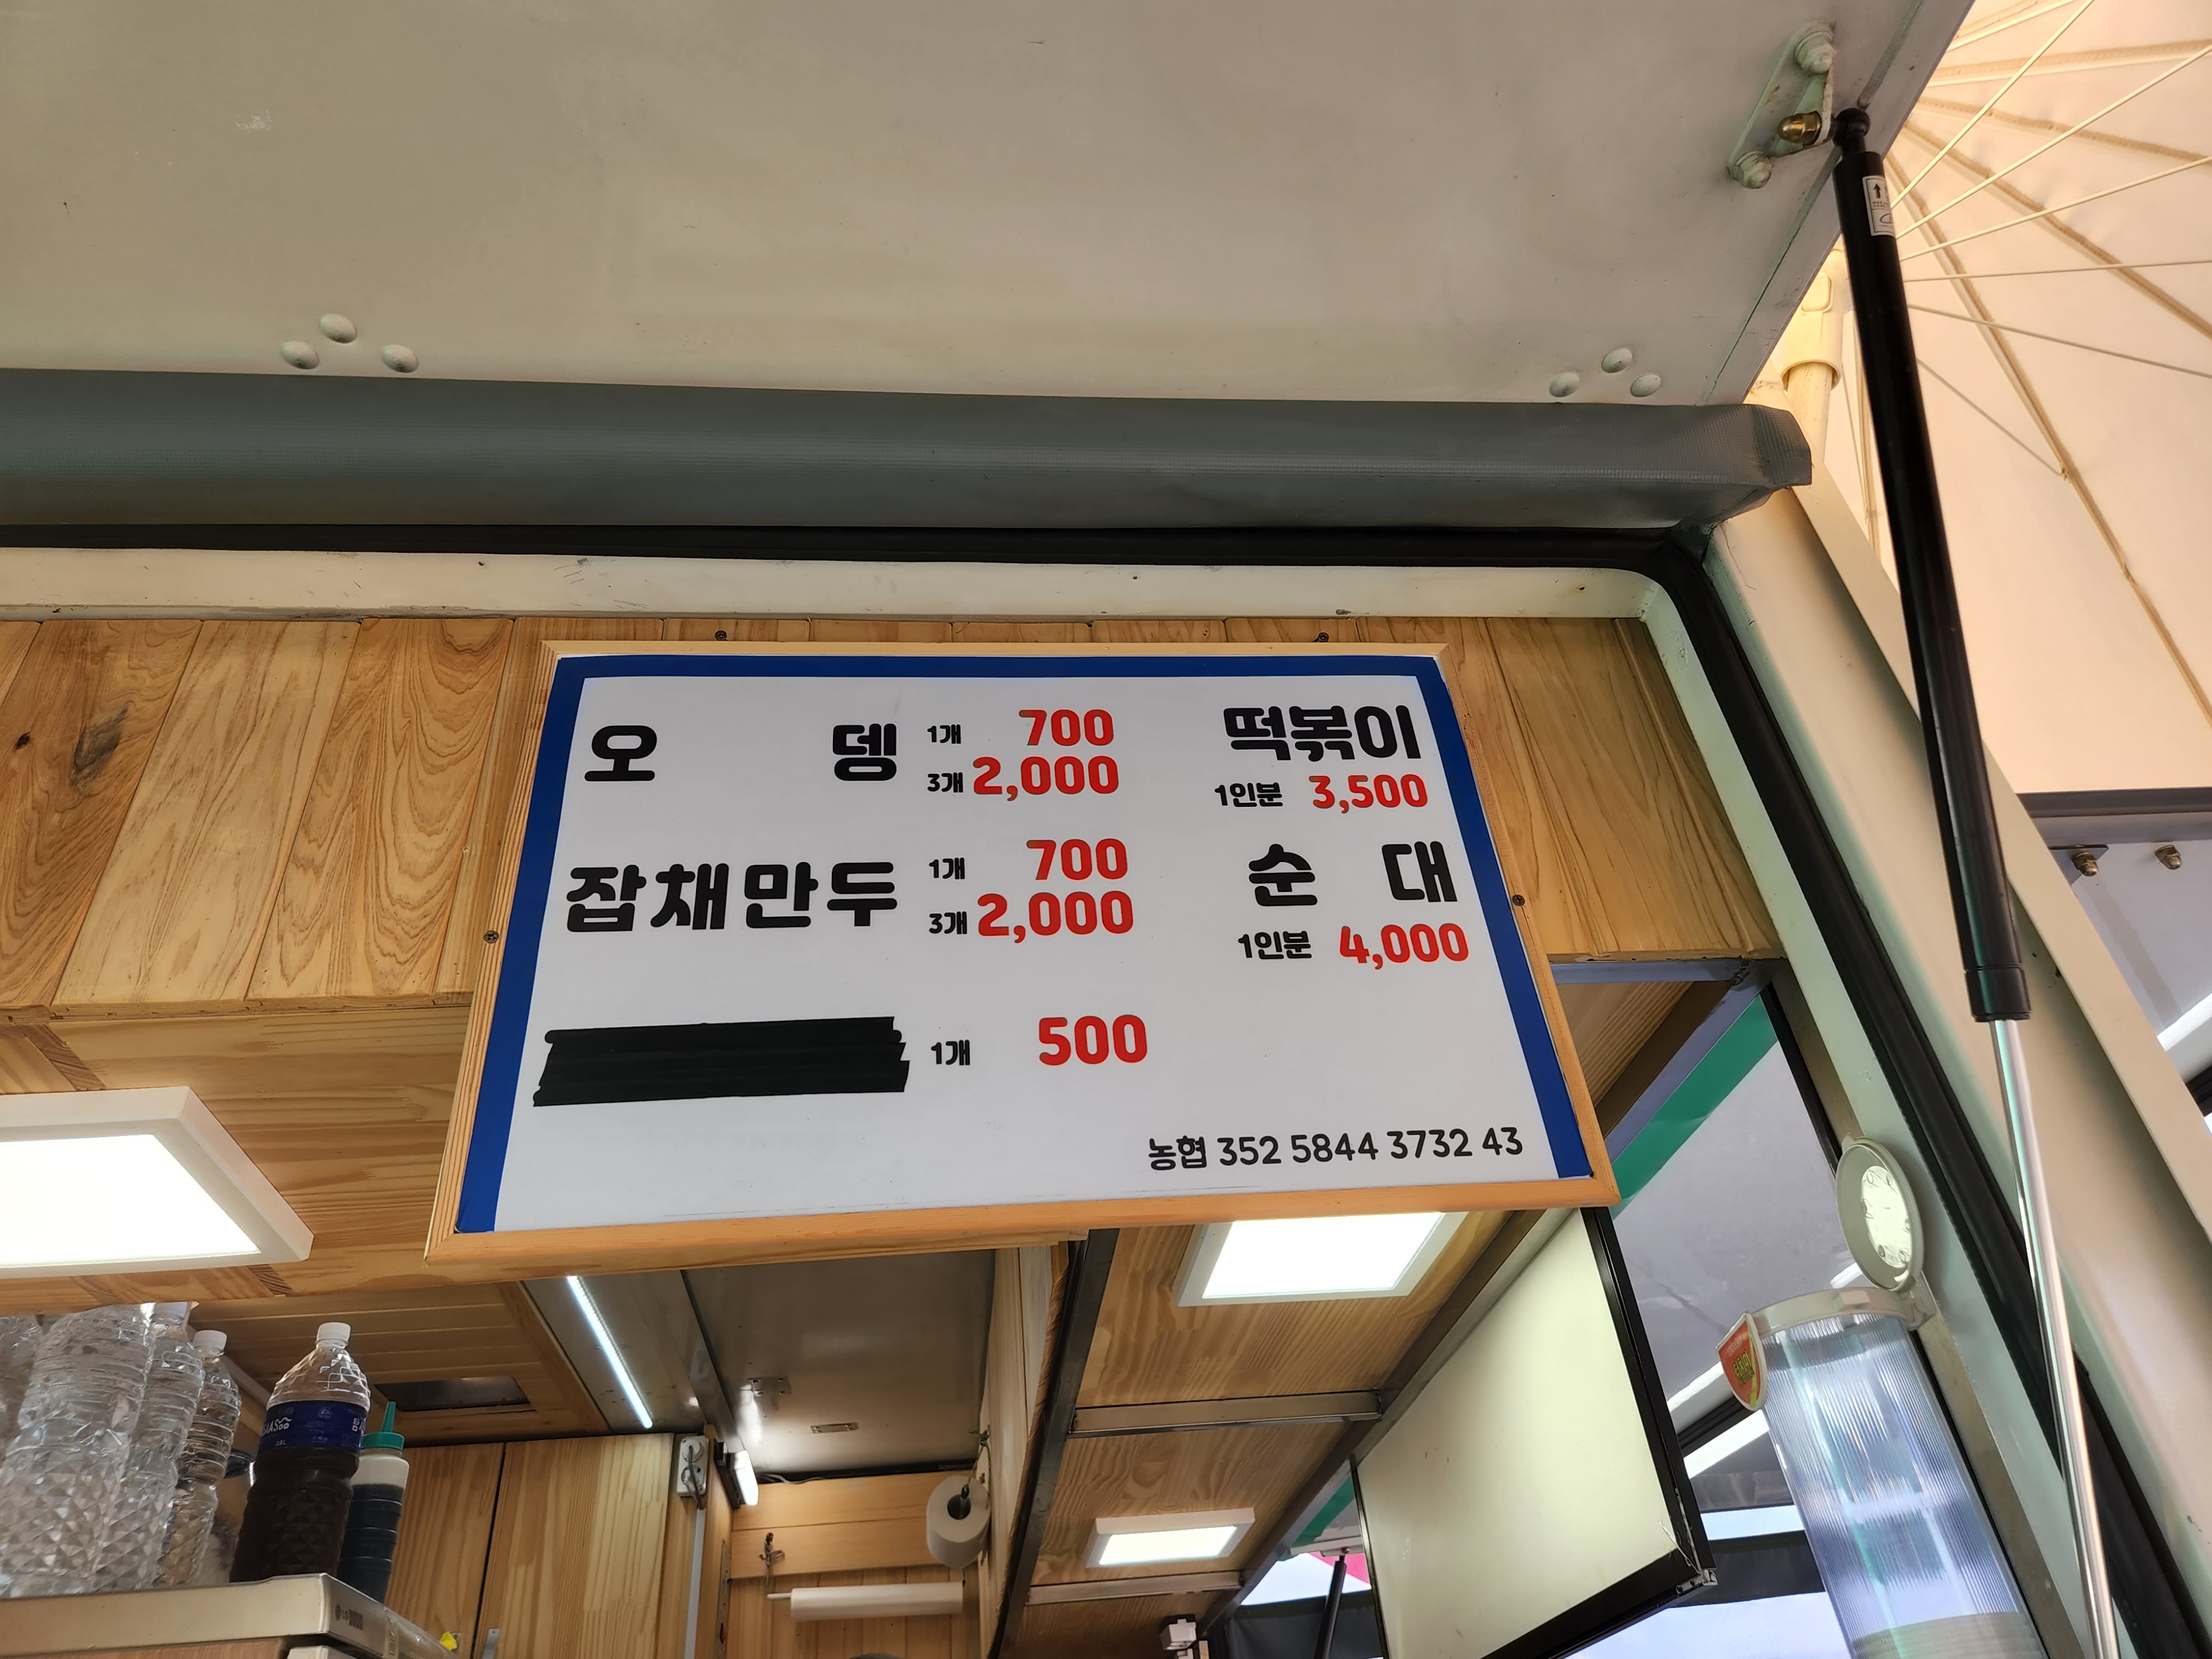 오 뎅 1개 700
3개 2,000
잡채만두 1개 700
3개 2,000
1개 500
떡볶이
1인분 3,500
순 대
1인분 4,000
농협 352 5844 3732 43